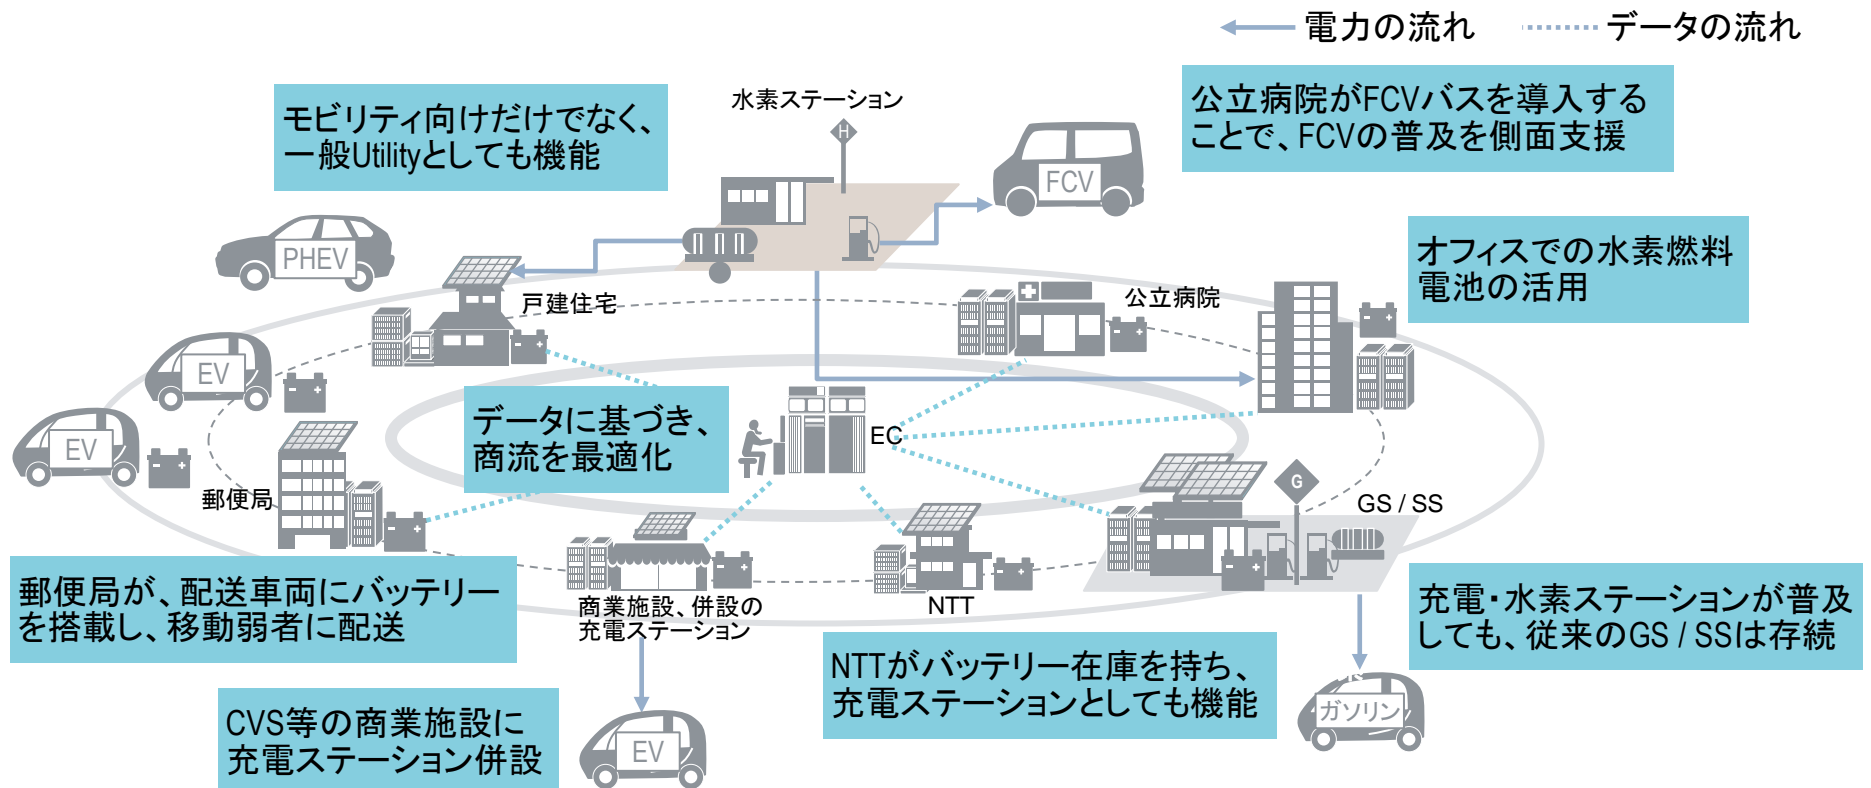 電力の流れ
データの流れ
モビリティ向けだけでなく、
一般Utilityとしても機能
水素ステーション
H
公立病院がFCVバスを導入する
ことで、FCVの普及を側面支援
FCV
PHEV
オフィスでの水素燃料
電池の活用
戸建住宅
公立病院
EV
データに基づき、
商流を最適化
EC
EV
郵便局
G
GS / SS
郵便局が、配送車両にバッテリー
を搭載し、移動弱者に配送
商業施設、併設の
充電ステーション
NTT
充電・水素ステーションが普及
しても、従来のGS / SSは存続
NTTがバッテリー在庫を持ち、
充電ステーションとしても機能
CVS等の商業施設に
充電ステーション併設
EV
ガソリン